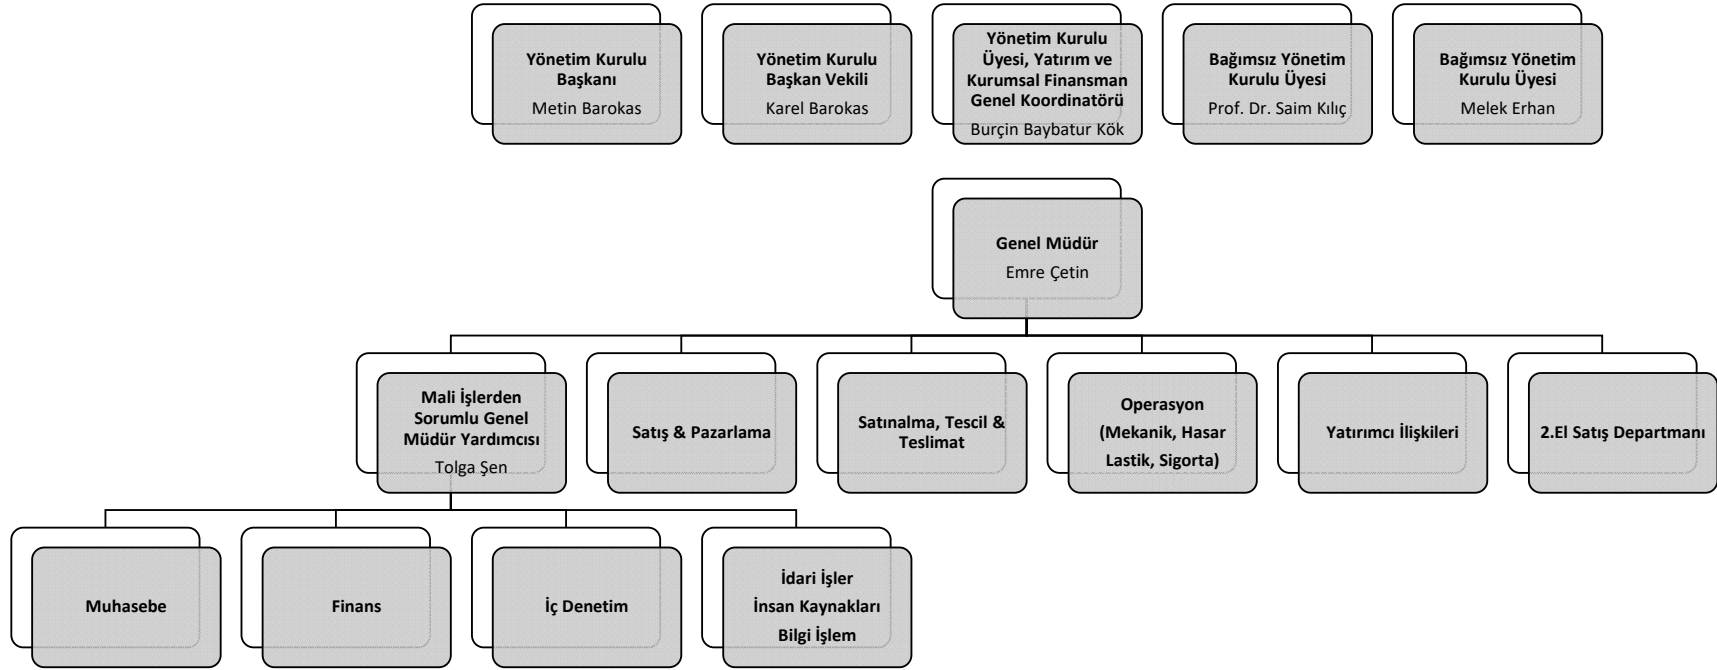 Yönetim Kurulu
Başkanı
Metin Barokas
Yönetim Kurulu
Başkan Vekili
Karel Barokas
Yönetim Kurulu
Üyesi, Yatırım ve
Kurumsal Finansman
Genel Koordinatörü
Burçin Baybatur Kök
Bağımsız Yönetim
Kurulu Üyesi
Prof. Dr. Saim Kılıç
Bağımsız Yönetim
Kurulu Üyesi
Melek Erhan
Genel Müdür
Emre Çetin
Mali İşlerden
Sorumlu Genel
Müdür Yardımcısı
Tolga Şen
Satış & Pazarlama
Satınalma, Tescil &
Teslimat
Operasyon
(Mekanik, Hasar
Lastik, Sigorta)
Yatırımcı İlişkileri
2.El Satış Departmanı
Muhasebe
Finans
İç Denetim
İdari İşler
İnsan Kaynakları
Bilgi İşlem